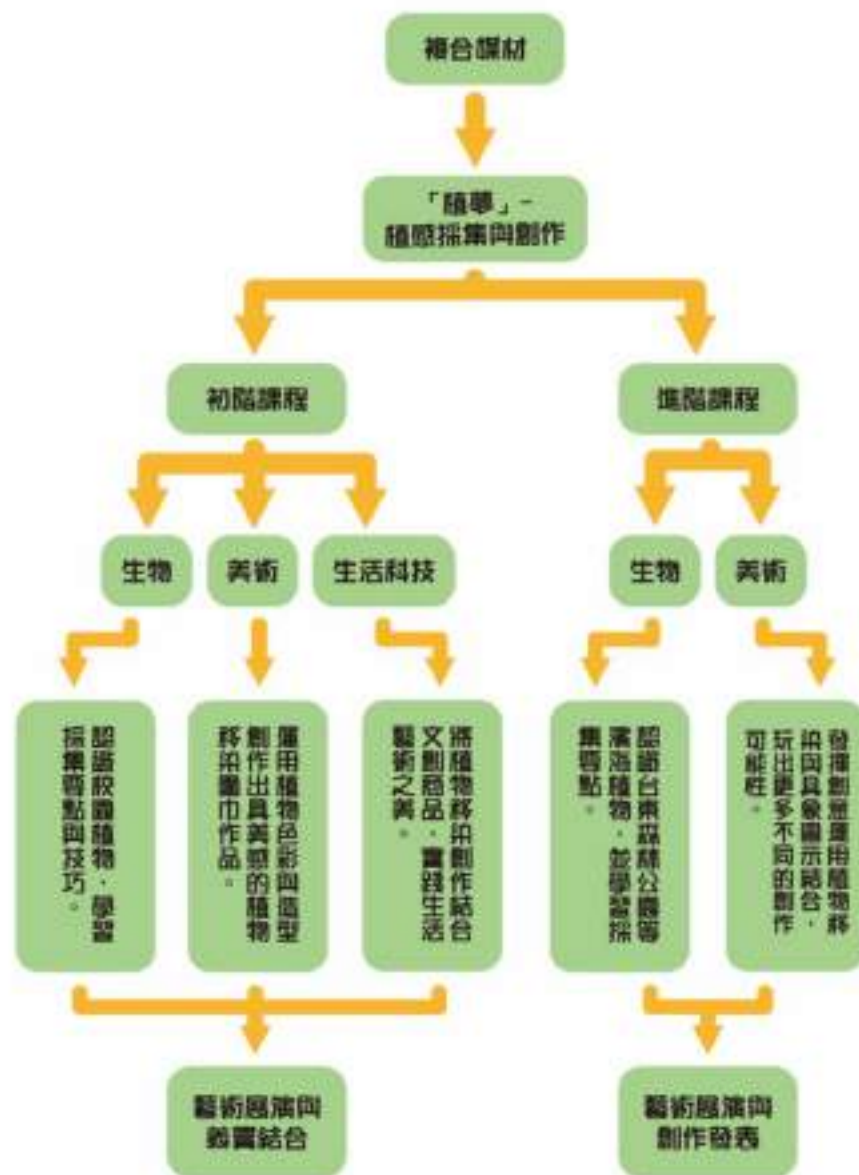 複合媒材
「植夢」-
植感採集與創作
初階課程
進階課程
生物
美術
生活科技
生物
美術
認識校園植物，學習
採集要點與技巧。
運用植物色彩與造型
創作出具美感的植物
移染圍巾作品。
將植物移染創作結合
文創商品，實踐生活
藝術之美。
認識台東森林公園等
濱海植物，並學習採
集要點。
發揮創意運用植物移
染與具象圖示結合，
玩出更多不同的創作
可能性。
藝術展演與
義賣結合
藝術展演與
創作發表